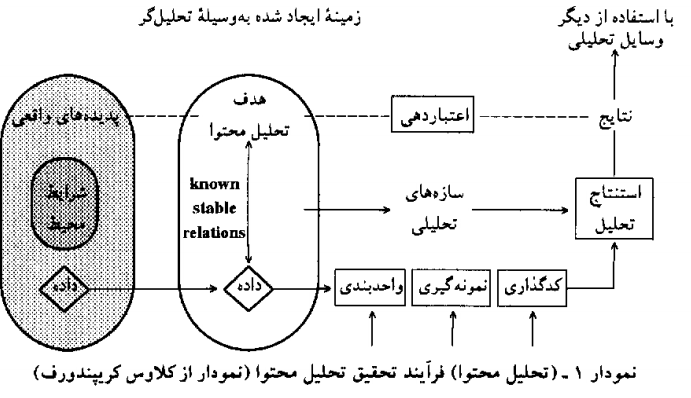 با استفاده از دیگر
وسایل تحلیلی
زمینهٔ ایجاد شده به‌وسیلهٔ تحلیل‌گر
نتایج
اعتباردهی
هدف
تحلیل محتوا
پدیده‌های واقعی
استنتاج
تحلیل
سازه‌های
تحلیلی
known
stable
relations
شرایط
محیط
کدگذاری
نمونه‌گیری
واحدبندی
داده
داده
نمودار ۱ ـ (تحلیل محتوا) فرآیند تحقیق تحلیل محتوا (نمودار از کلاوس کریپندورف)